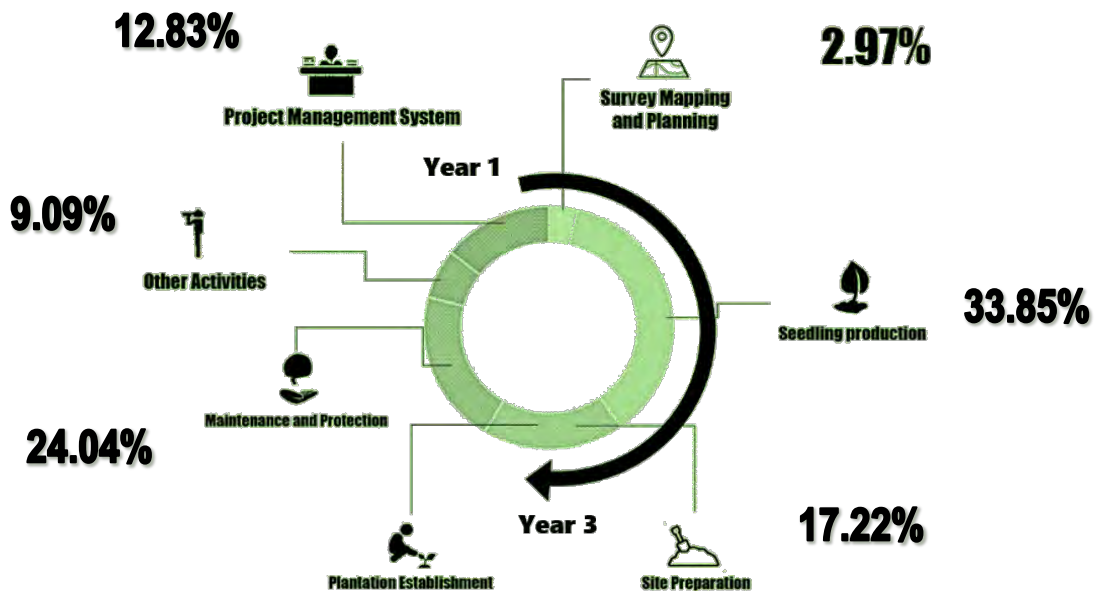 12.83%
Project Management System
2.97%
Survey Mapping
and Planning
Year 1
9.09%
Other Activities
33.85%
Seedling production
Maintenance and Protection
24.04%
Year 3
17.22%
Plantation Establishment
Site Preparation